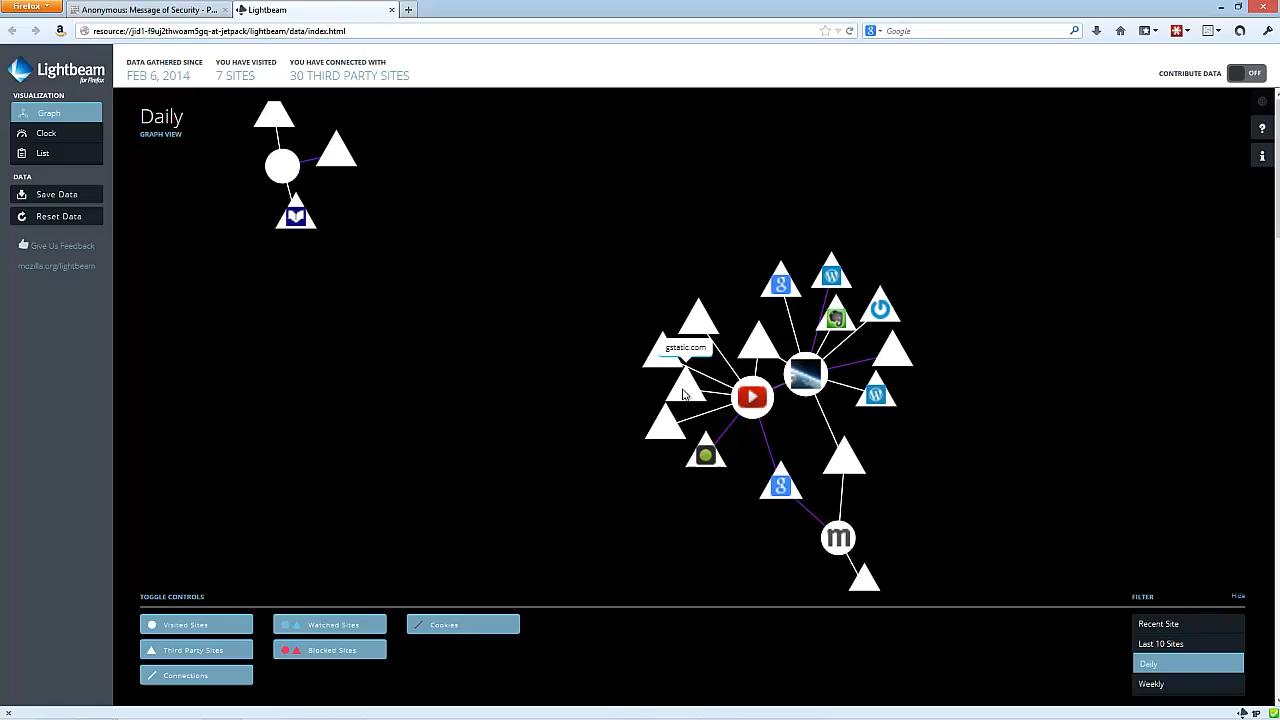 Firefox
Anonymous: Message of Security - P...
Lightbeam
resource://jid1-f9uj2thwoam5gq-at-jetpack/lightbeam/data/index.html
Google
Lightbeam
for Firefox
DATA GATHERED SINCE
FEB 6, 2014
YOU HAVE VISITED
7 SITES
YOU HAVE CONNECTED WITH
30 THIRD PARTY SITES
CONTRIBUTE DATA
OFF
VISUALIZATION
Graph
Clock
List
DATA
Save Data
Reset Data
Give Us Feedback
mozilla.org/lightbeam
Daily
GRAPH VIEW
gstatic.com
m
TOGGLE CONTROLS
Visited Sites
Watched Sites
Cookies
Third Party Sites
Blocked Sites
Connections
FILTER
Hide
Recent Site
Last 10 Sites
Daily
Weekly
1P